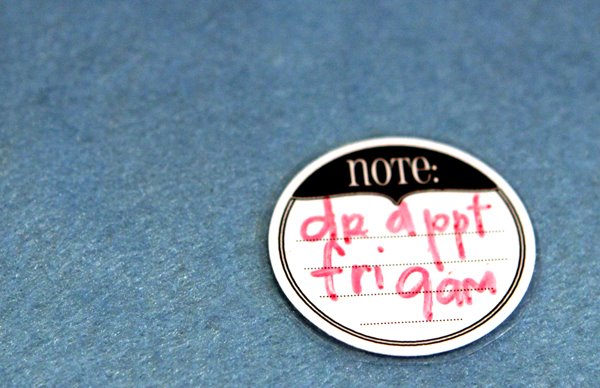 note:
dr appt
fri 9am